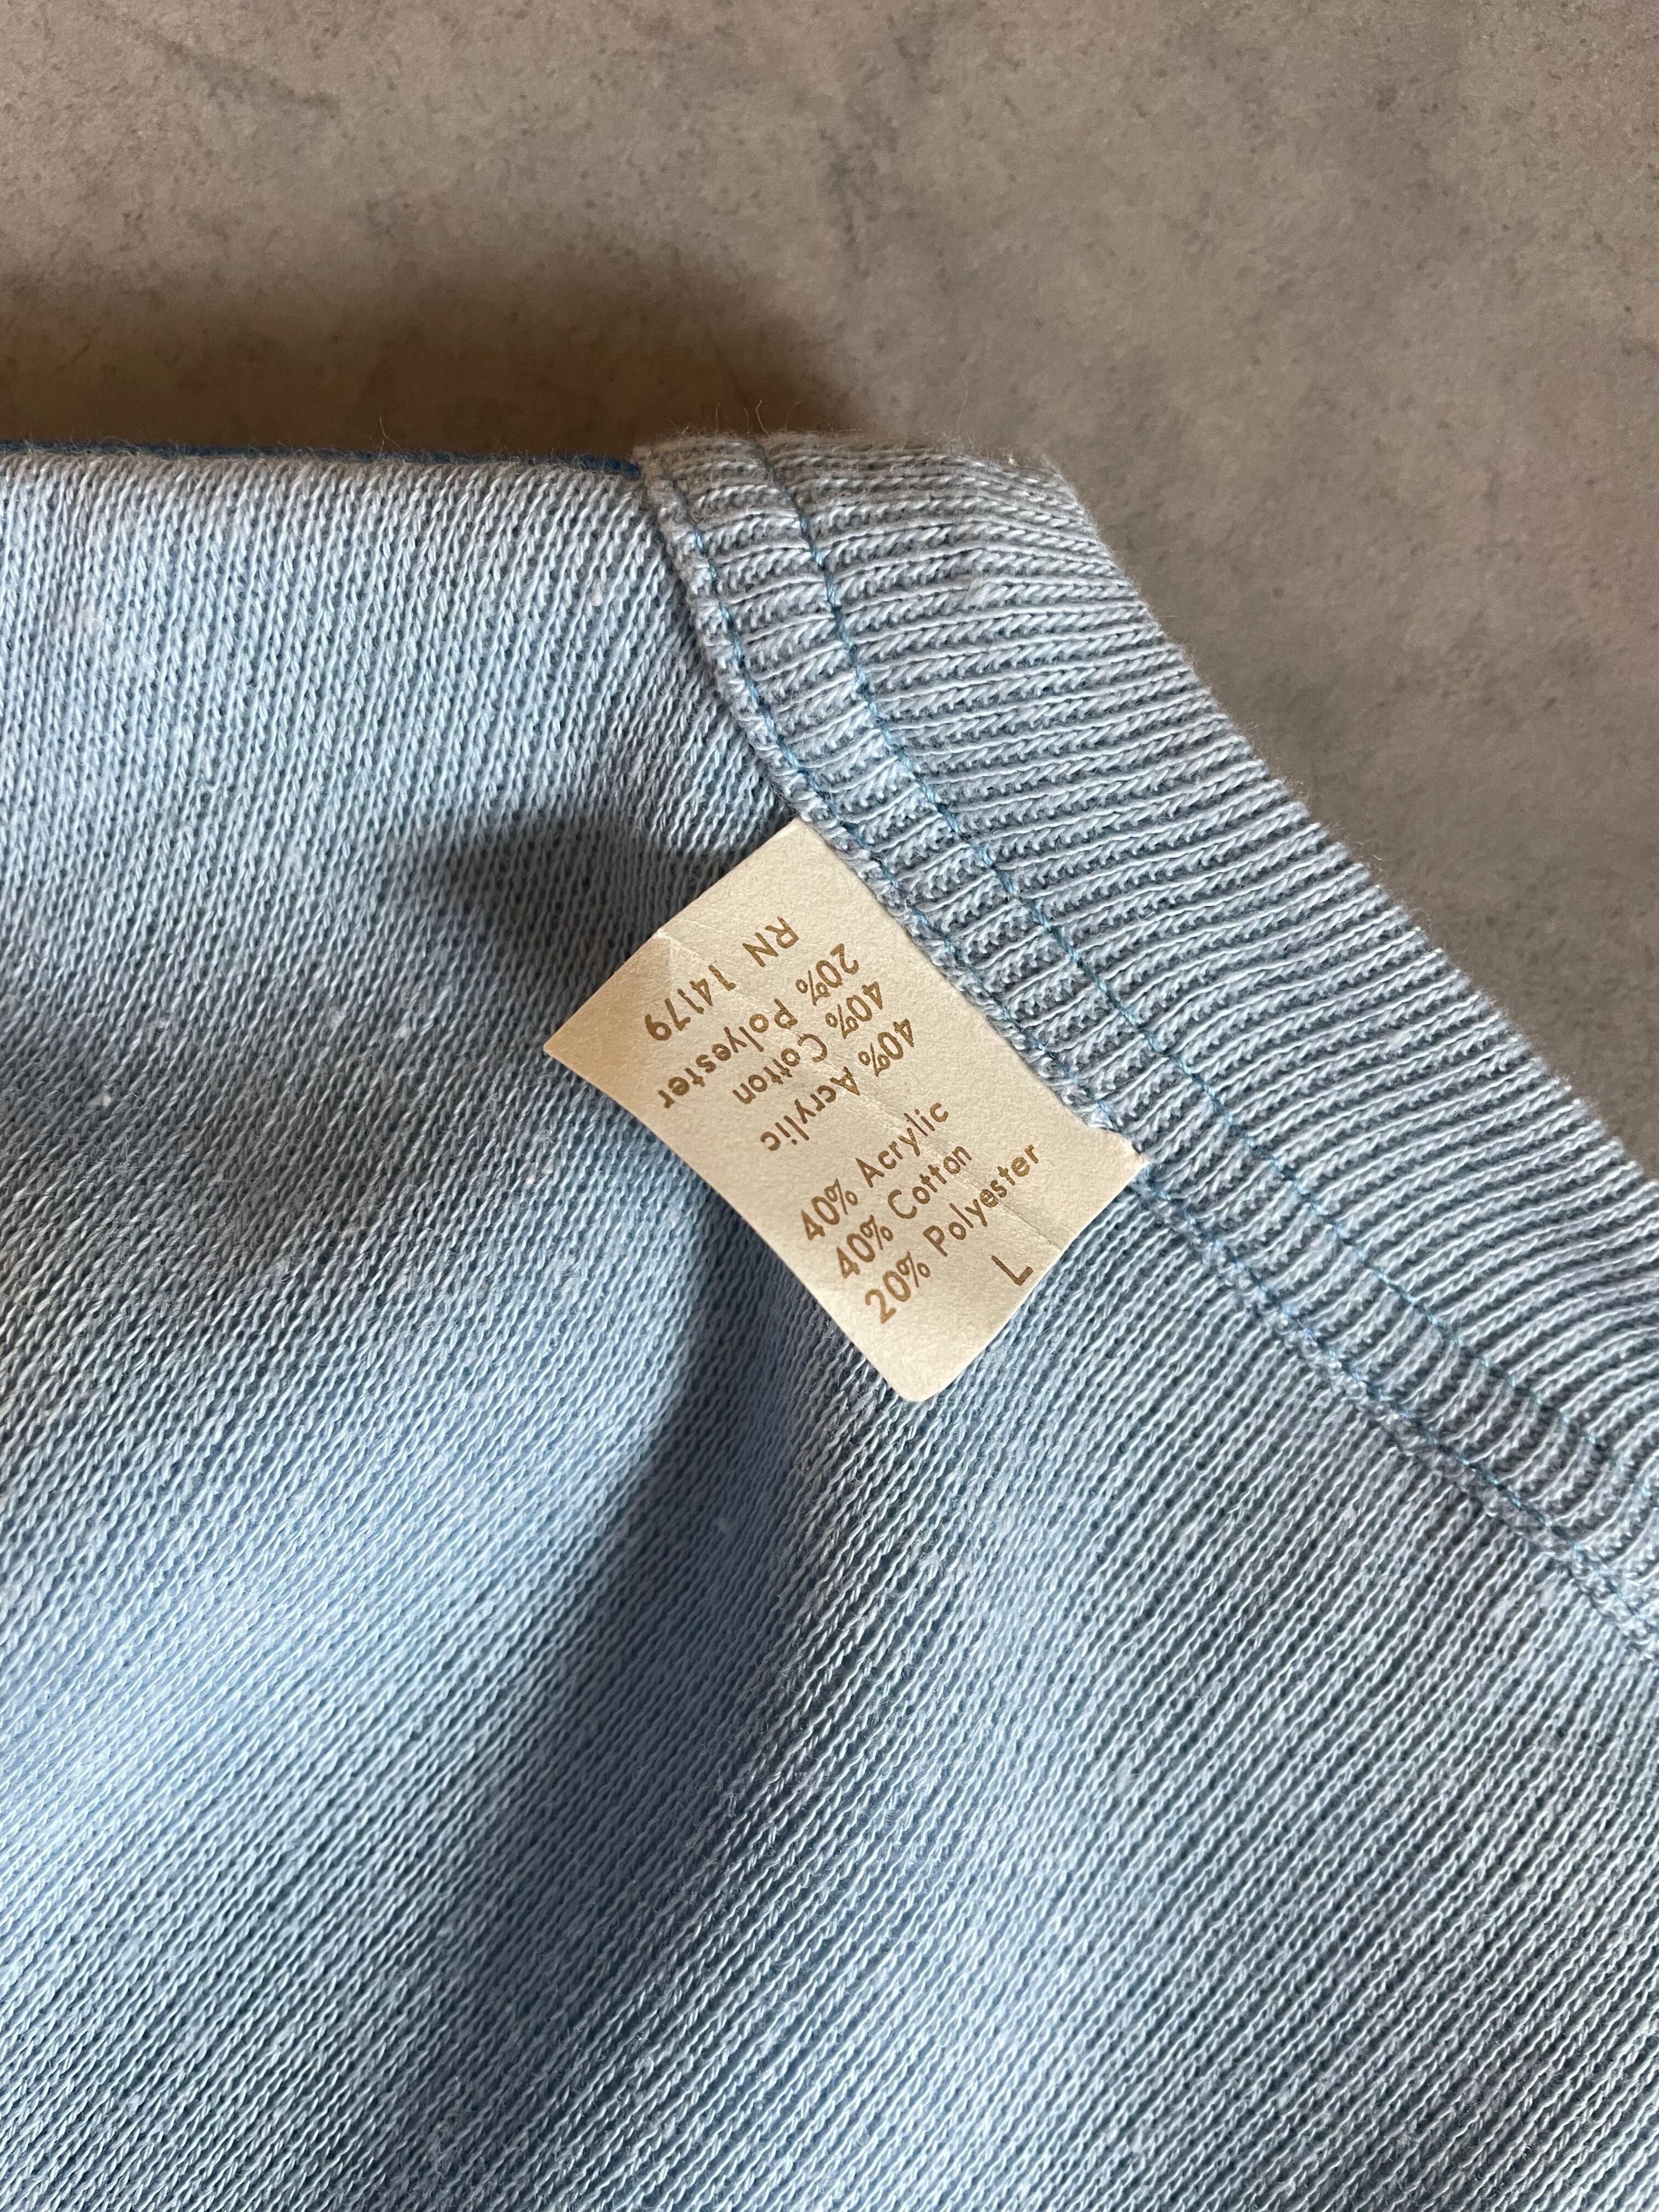 40% Acrylic
40% Cotton
20% Polyester
L
40% Acrylic
40% Cotton
20% Polyester
RN 14179